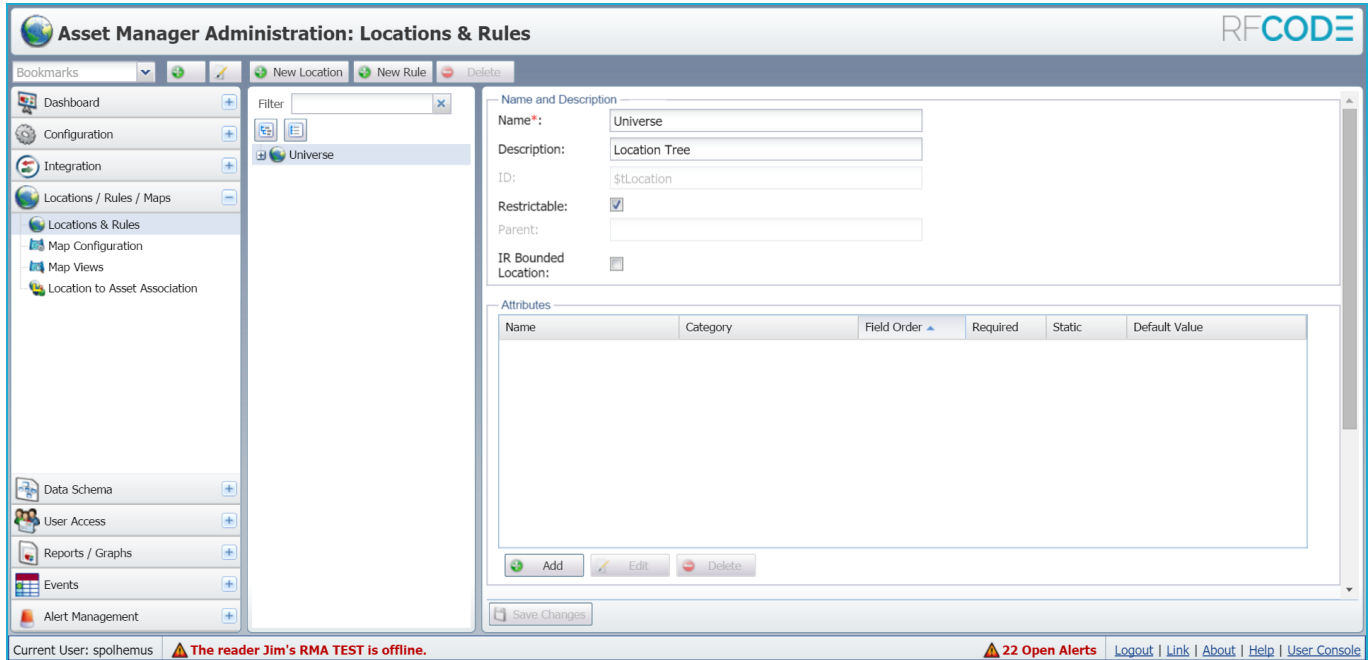 Asset Manager Administration: Locations & Rules
RFCODE
Bookmarks
New Location
New Rule
Delete
Dashboard
Configuration
Integration
Locations / Rules / Maps
Locations & Rules
Map Configuration
Map Views
Location to Asset Association
Data Schema
User Access
Reports / Graphs
Events
Alert Management
Filter
Universe
Name and Description
Name*: Universe
Description: Location Tree
ID: $tLocation
Restrictable:
Parent:
IR Bounded
Location:
Attributes
Name Category Field Order Required Static Default Value
Add Edit Delete
Save Changes
Current User: spolhemus
The reader Jim's RMA TEST is offline.
22 Open Alerts
Logout | Link | About | Help | User Console